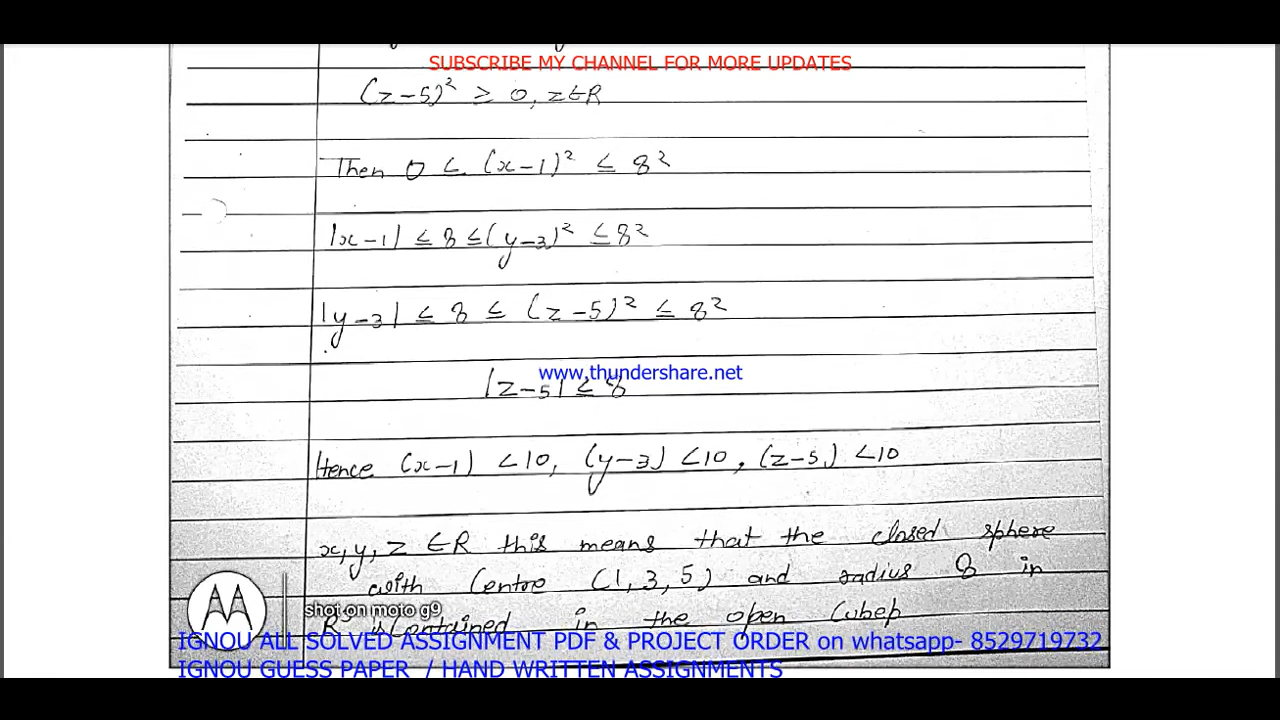 SUBSCRIBE MY CHANNEL FOR MORE UPDATES
(z-5)² ≥ 0, z∈R
Then 0 ≤ (x-1)² ≤ 8²
|x-1| ≤ 8 ≤ (y-3)² ≤ 8²
|y-3| ≤ 8 ≤ (z-5)² ≤ 8²
www.thundershare.net
|z-5| ≤ 8
Hence (x-1) <10, (y-3) <10, (z-5) <10
x, y, z ∈R this means that the closed sphere
with Centre (1, 3, 5) and radius 8 in
shot on moto g9
is Contained in the open Cube
IGNOU ALL SOLVED ASSIGNMENT PDF & PROJECT ORDER on whatsapp- 8529719732
IGNOU GUESS PAPER / HAND WRITTEN ASSIGNMENTS